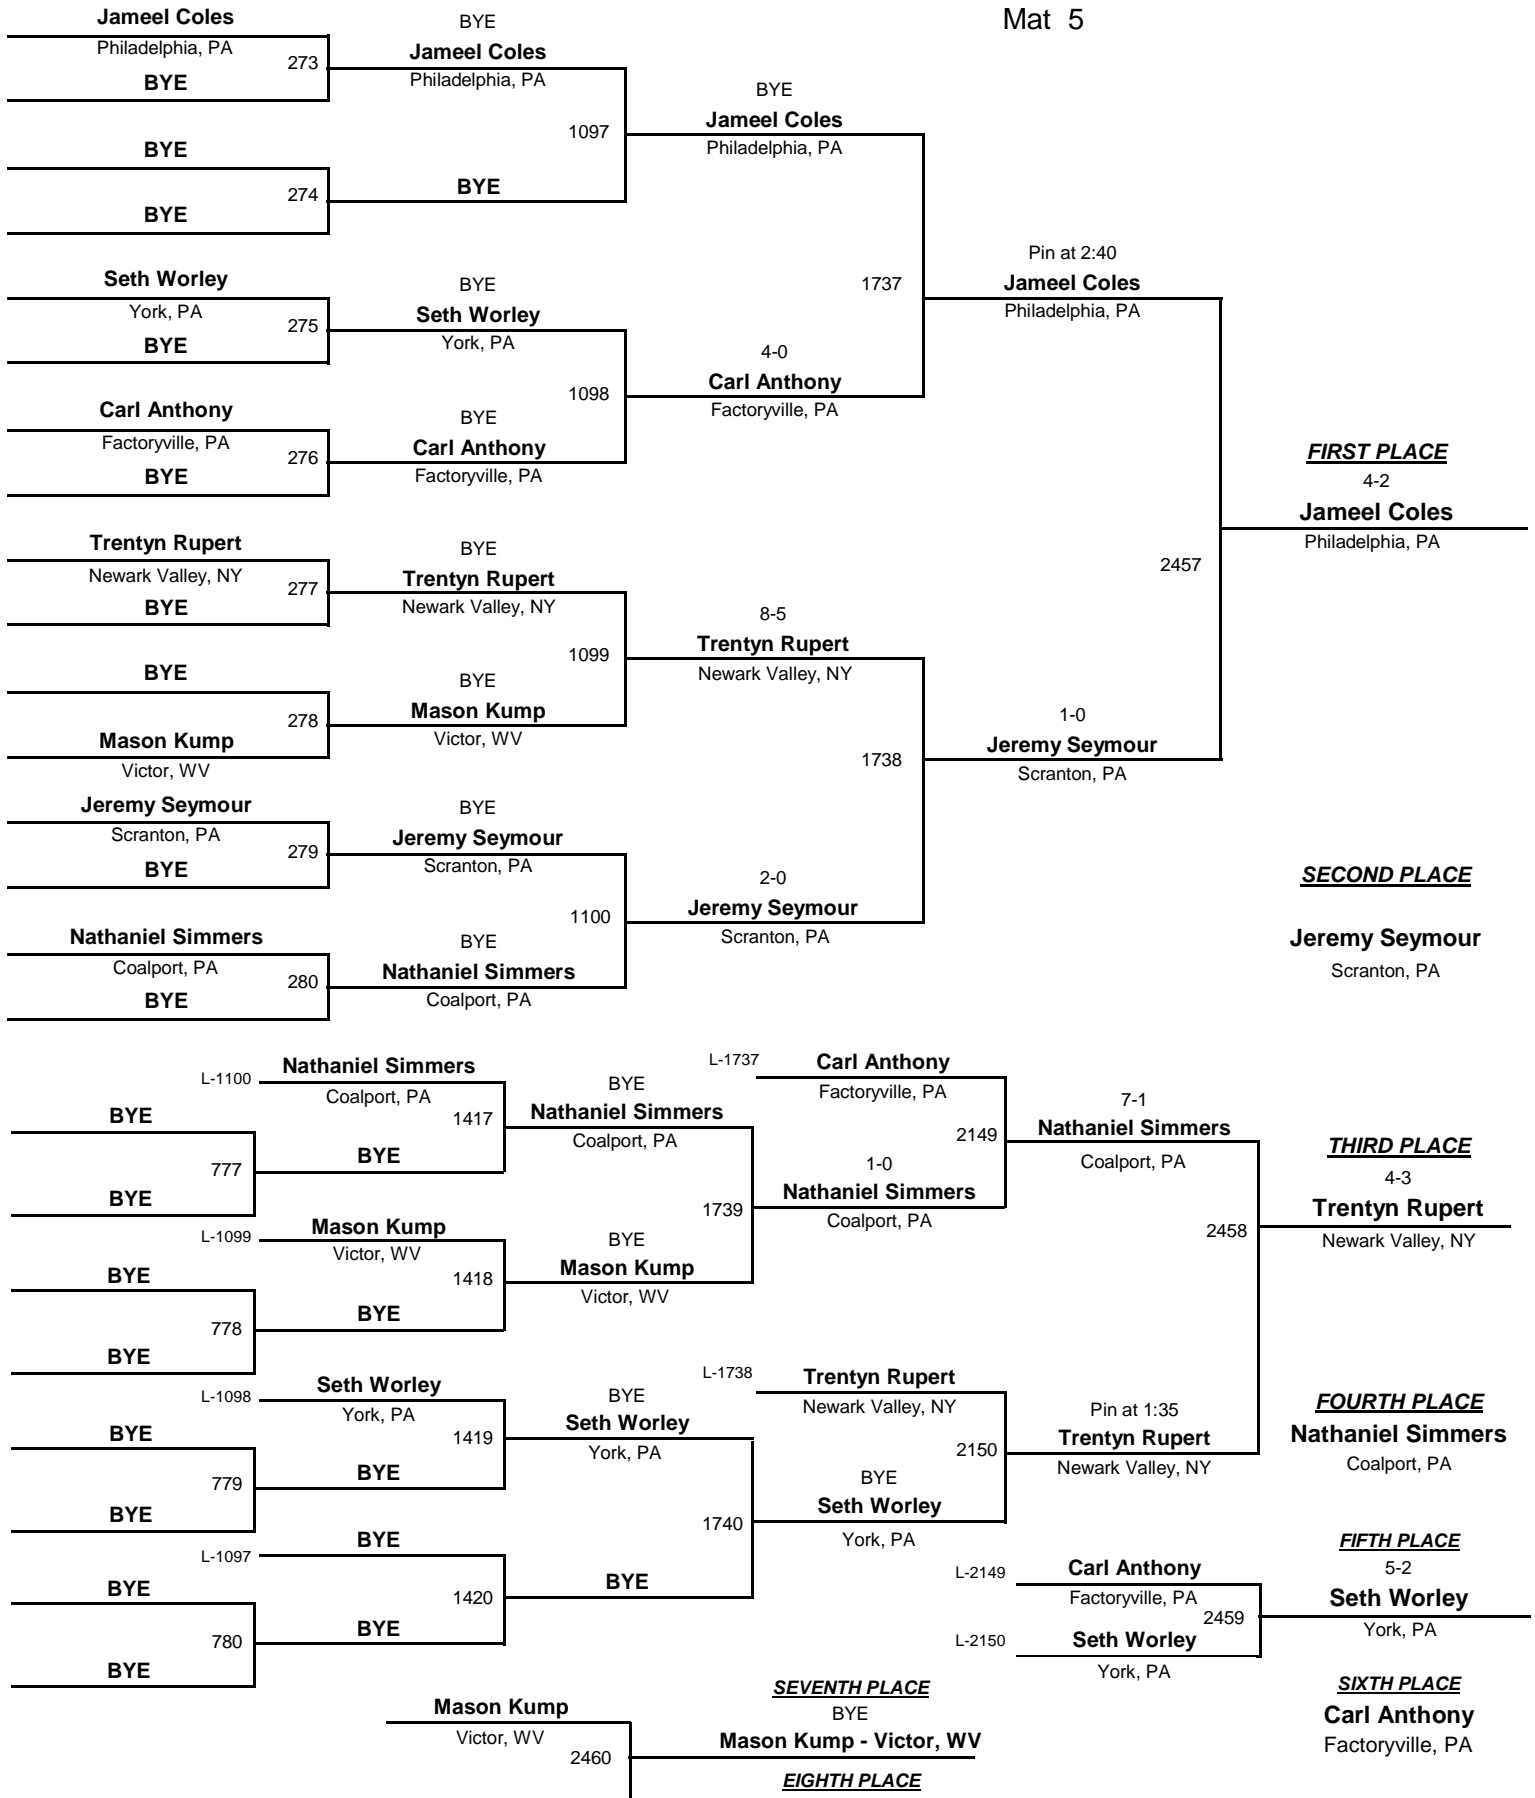 Mat 5
Jameel Coles
Philadelphia, PA
273
BYE
BYE
274
BYE
Seth Worley
York, PA
275
BYE
Carl Anthony
Factoryville, PA
276
BYE
Trentyn Rupert
Newark Valley, NY
277
BYE
BYE
278
Mason Kump
Victor, WV
Jeremy Seymour
Scranton, PA
279
BYE
Nathaniel Simmers
Coalport, PA
280
BYE
BYE
Jameel Coles
Philadelphia, PA
1097
BYE
BYE
Seth Worley
York, PA
1098
BYE
Carl Anthony
Factoryville, PA
BYE
Trentyn Rupert
Newark Valley, NY
1099
BYE
Mason Kump
Victor, WV
BYE
Jeremy Seymour
Scranton, PA
1100
BYE
Nathaniel Simmers
Coalport, PA
BYE
Jameel Coles
Philadelphia, PA
1737
4-0
Carl Anthony
Factoryville, PA
8-5
Trentyn Rupert
Newark Valley, NY
1738
2-0
Jeremy Seymour
Scranton, PA
Pin at 2:40
Jameel Coles
Philadelphia, PA
2457
1-0
Jeremy Seymour
Scranton, PA
FIRST PLACE
4-2
Jameel Coles
Philadelphia, PA
SECOND PLACE
Jeremy Seymour
Scranton, PA
BYE
777
BYE
BYE
778
BYE
BYE
779
BYE
BYE
780
BYE
L-1100
Nathaniel Simmers
Coalport, PA
1417
BYE
L-1099
Mason Kump
Victor, WV
1418
BYE
L-1098
Seth Worley
York, PA
1419
BYE
L-1097
BYE
1420
BYE
BYE
Nathaniel Simmers
Coalport, PA
1739
BYE
Mason Kump
Victor, WV
BYE
Seth Worley
York, PA
1740
BYE
L-1737
Carl Anthony
Factoryville, PA
2149
1-0
Nathaniel Simmers
Coalport, PA
L-1738
Trentyn Rupert
Newark Valley, NY
2150
BYE
Seth Worley
York, PA
7-1
Nathaniel Simmers
Coalport, PA
2458
Pin at 1:35
Trentyn Rupert
Newark Valley, NY
THIRD PLACE
4-3
Trentyn Rupert
Newark Valley, NY
FOURTH PLACE
Nathaniel Simmers
Coalport, PA
L-2149
Carl Anthony
Factoryville, PA
2459
L-2150
Seth Worley
York, PA
FIFTH PLACE
5-2
Seth Worley
York, PA
SIXTH PLACE
Carl Anthony
Factoryville, PA
Mason Kump
Victor, WV
2460
SEVENTH PLACE
BYE
Mason Kump - Victor, WV
EIGHTH PLACE